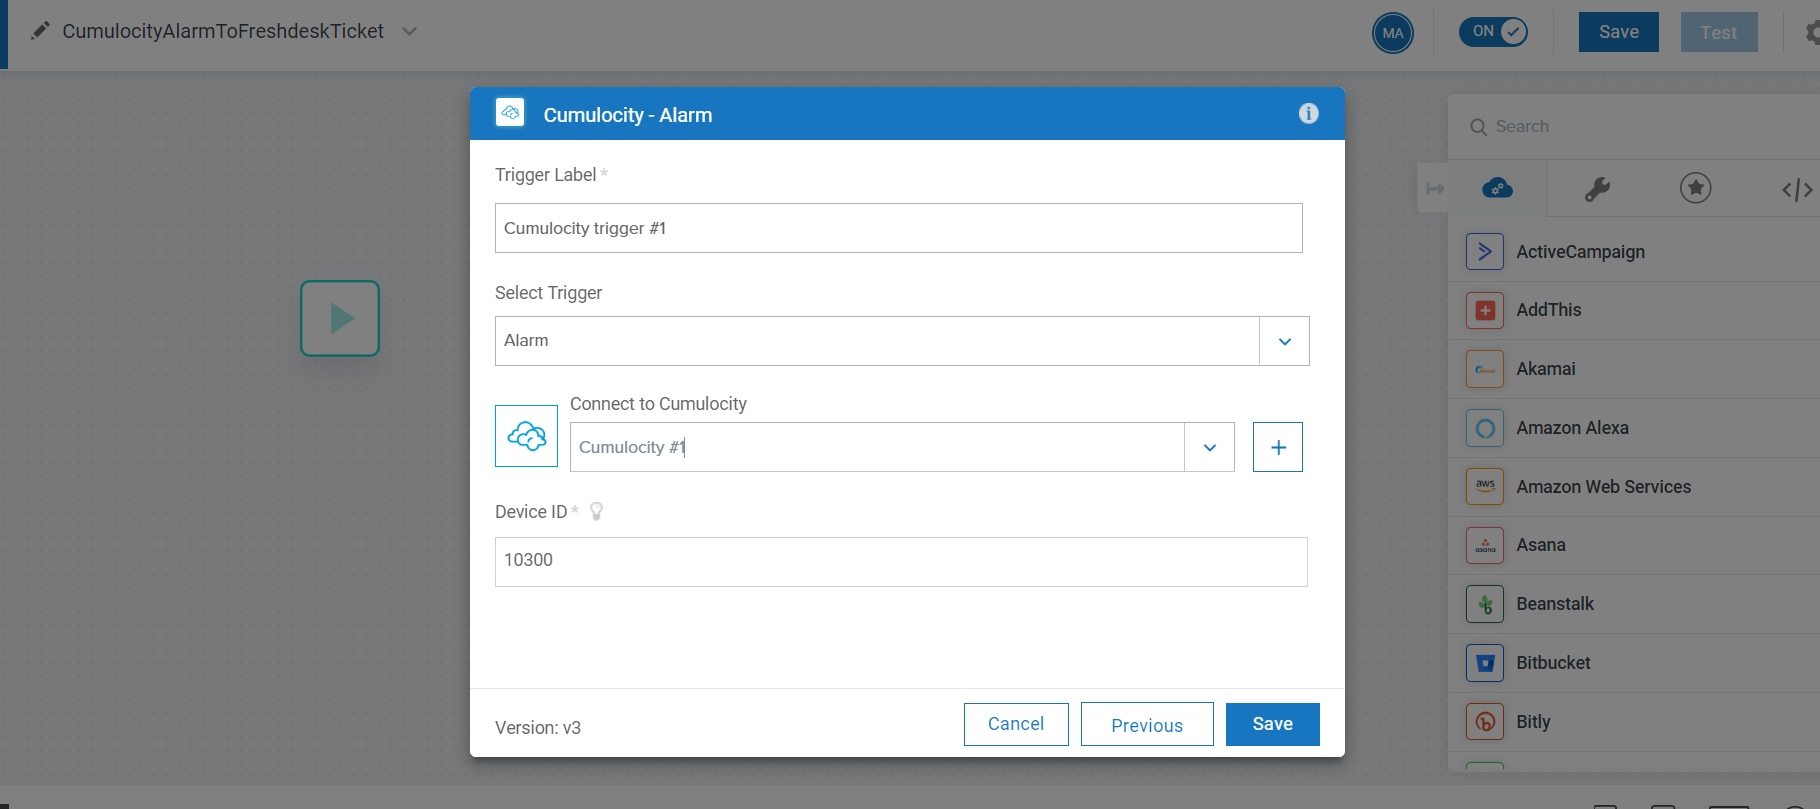 CumulocityAlarmToFreshdeskTicket
MA
ON
Save
Test
Cumulocity - Alarm
Trigger Label *
Cumulocity trigger #1
Select Trigger
Alarm
Connect to Cumulocity
Cumulocity #1
Device ID *
10300
Version: v3
Cancel
Previous
Save
Search
ActiveCampaign
AddThis
Akamai
Amazon Alexa
aws
Amazon Web Services
asana
Asana
Beanstalk
Bitbucket
Bitly